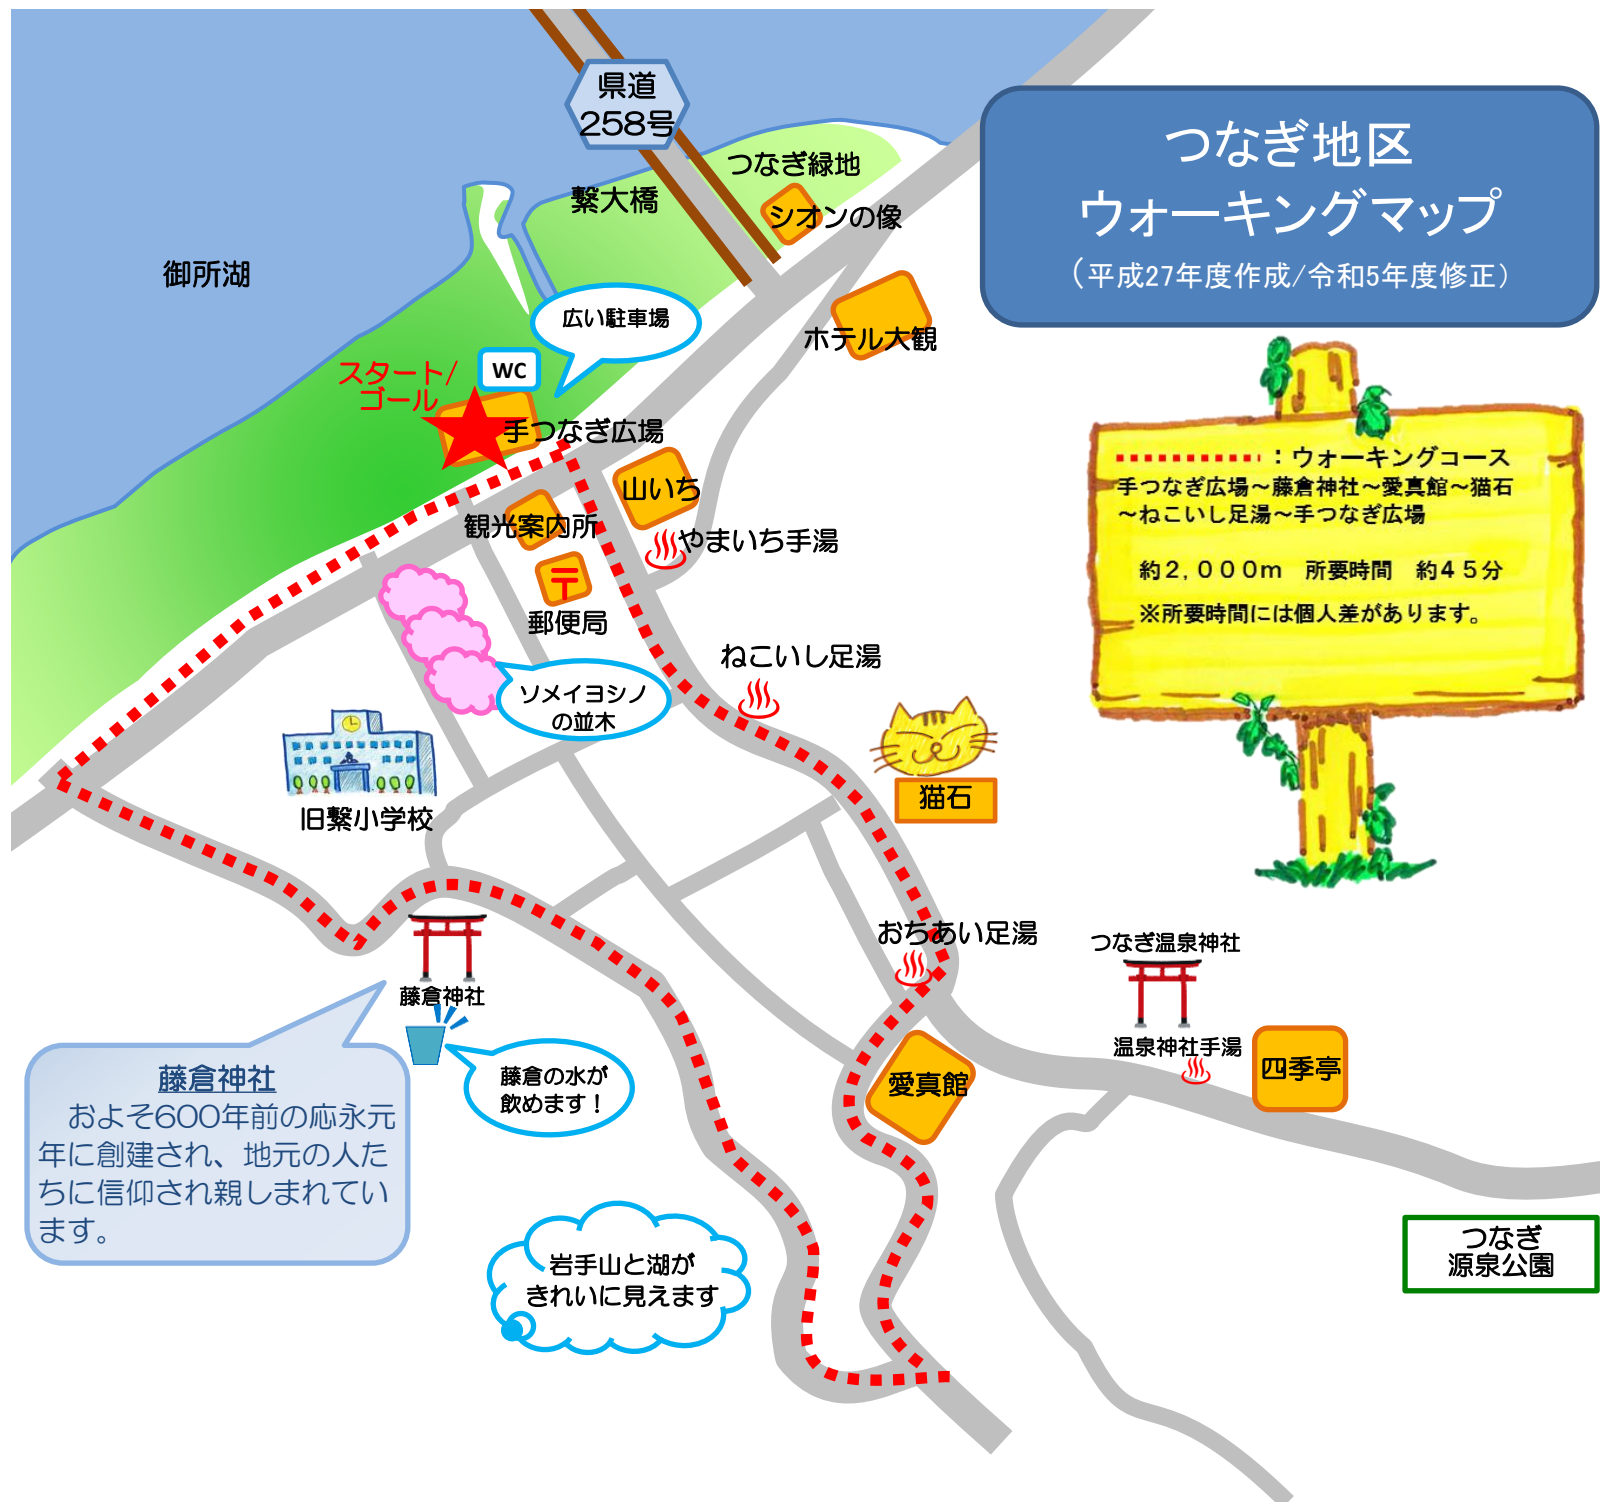 県道
258号
つなぎ地区
ウォーキングマップ
（平成27年度作成/令和5年度修正）
つなぎ緑地
繋大橋
シオンの像
御所湖
広い駐車場
ホテル大観
WC
スタート/
ゴール
手つなぎ広場
：ウォーキングコース
手つなぎ広場～藤倉神社～愛真館～猫石
～ねこいし足湯～手つなぎ広場
約２，０００ｍ　所要時間　約４５分
※所要時間には個人差があります。
山いち
観光案内所
やまいち手湯
〒
郵便局
ねこいし足湯
ソメイヨシノ
の並木
猫石
旧繋小学校
おちあい足湯
つなぎ温泉神社
藤倉神社
温泉神社手湯
四季亭
愛真館
藤倉の水が
飲めます！
藤倉神社
およそ600年前の応永元
年に創建され、地元の人た
ちに信仰され親しまれてい
ます。
つなぎ
源泉公園
岩手山と湖が
きれいに見えます